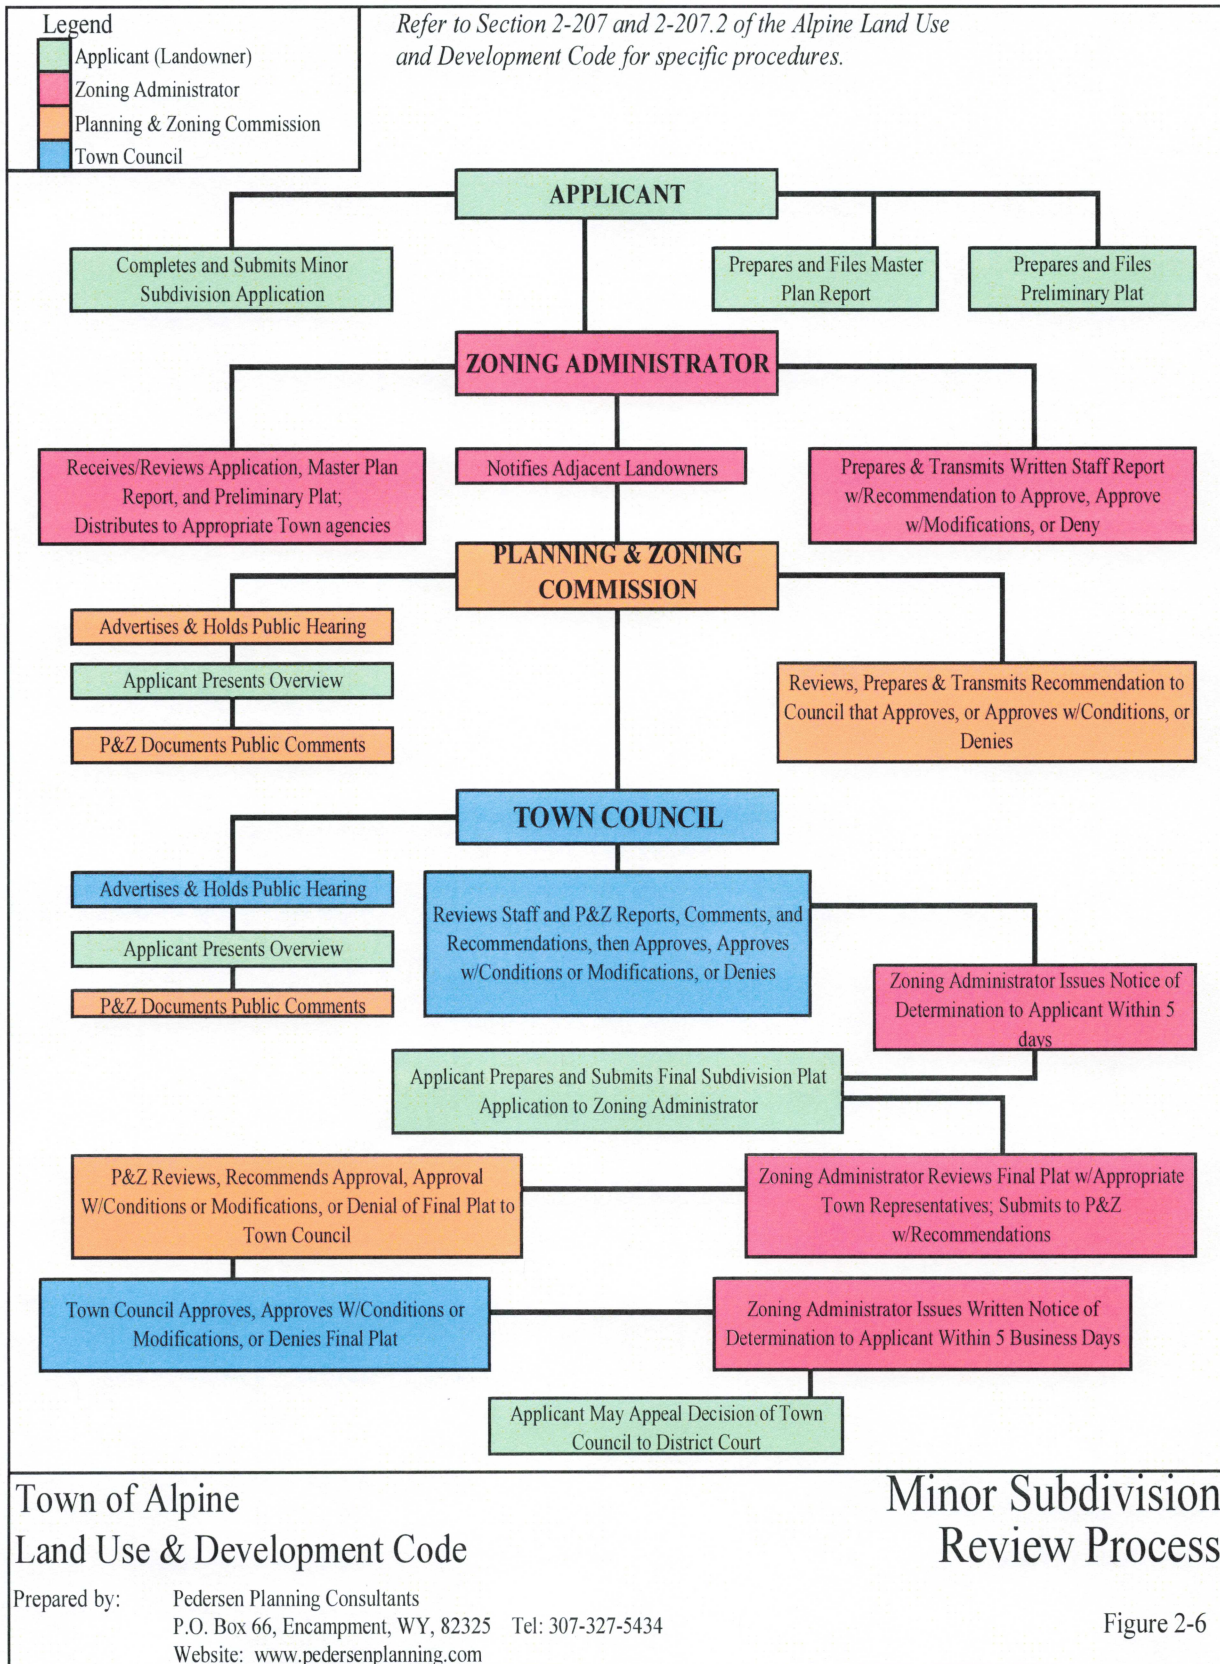 Legend
Applicant (Landowner)
Zoning Administrator
Planning & Zoning Commission
Town Council
Refer to Section 2-207 and 2-207.2 of the Alpine Land Use
and Development Code for specific procedures.
APPLICANT
Completes and Submits Minor
Subdivision Application
Prepares and Files Master
Plan Report
Prepares and Files
Preliminary Plat
ZONING ADMINISTRATOR
Receives/Reviews Application, Master Plan
Report, and Preliminary Plat;
Distributes to Appropriate Town agencies
Notifies Adjacent Landowners
Prepares & Transmits Written Staff Report
w/Recommendation to Approve, Approve
w/Modifications, or Deny
PLANNING & ZONING
COMMISSION
Advertises & Holds Public Hearing
Applicant Presents Overview
P&Z Documents Public Comments
Reviews, Prepares & Transmits Recommendation to
Council that Approves, or Approves w/Conditions, or
Denies
TOWN COUNCIL
Advertises & Holds Public Hearing
Applicant Presents Overview
P&Z Documents Public Comments
Reviews Staff and P&Z Reports, Comments, and
Recommendations, then Approves, Approves
w/Conditions or Modifications, or Denies
Zoning Administrator Issues Notice of
Determination to Applicant Within 5
days
Applicant Prepares and Submits Final Subdivision Plat
Application to Zoning Administrator
P&Z Reviews, Recommends Approval, Approval
W/Conditions or Modifications, or Denial of Final Plat to
Town Council
Zoning Administrator Reviews Final Plat w/Appropriate
Town Representatives; Submits to P&Z
w/Recommendations
Town Council Approves, Approves W/Conditions or
Modifications, or Denies Final Plat
Zoning Administrator Issues Written Notice of
Determination to Applicant Within 5 Business Days
Applicant May Appeal Decision of Town
Council to District Court
Town of Alpine
Land Use & Development Code
Minor Subdivision
Review Process
Prepared by: Pedersen Planning Consultants
P.O. Box 66, Encampment, WY, 82325 Tel: 307-327-5434
Website: www.pedersenplanning.com
Figure 2-6